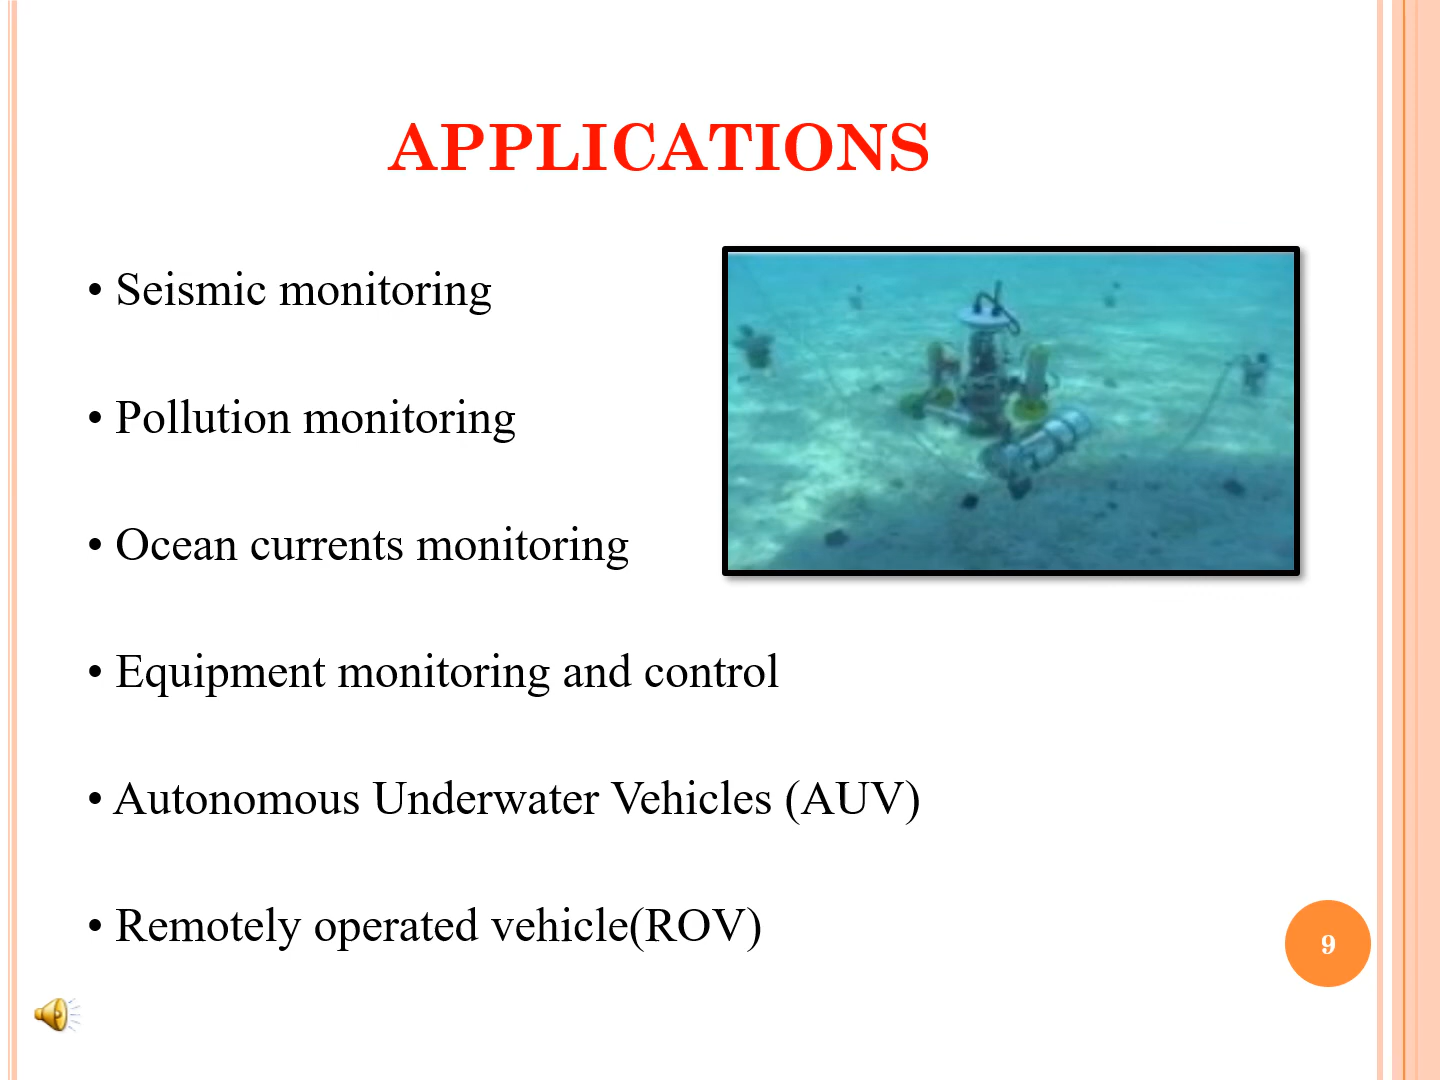 APPLICATIONS
• Seismic monitoring
• Pollution monitoring
• Ocean currents monitoring
• Equipment monitoring and control
• Autonomous Underwater Vehicles (AUV)
• Remotely operated vehicle(ROV)
9